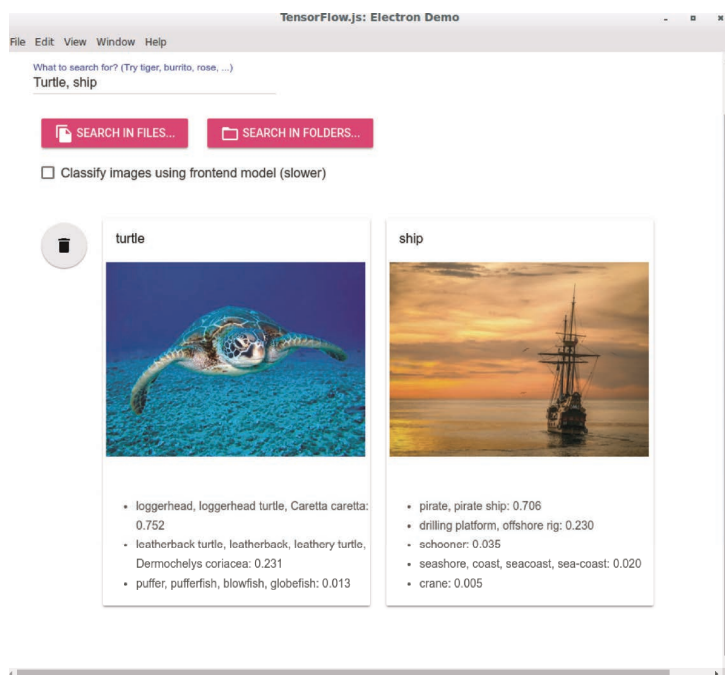 TensorFlow.js: Electron Demo
File Edit View Window Help
What to search for? (Try tiger, burrito, rose, ...)
Turtle, ship
SEARCH IN FILES...
SEARCH IN FOLDERS...
Classify images using frontend model (slower)
turtle
loggerhead, loggerhead turtle, Caretta caretta:
0.752
leatherback turtle, leatherback, leathery turtle,
Dermochelys coriacea: 0.231
puffer, pufferfish, blowfish, globefish: 0.013
ship
pirate, pirate ship: 0.706
drilling platform, offshore rig: 0.230
schooner: 0.035
seashore, coast, seacoast, sea-coast: 0.020
crane: 0.005